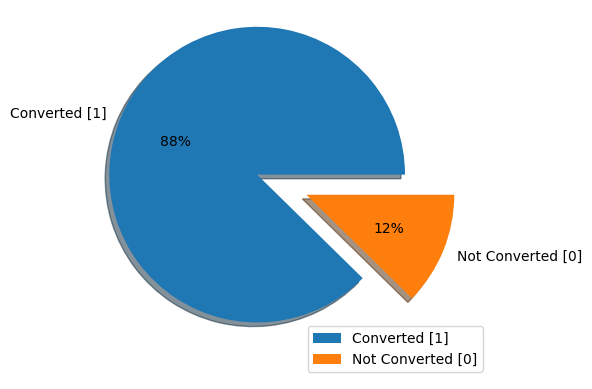 Converted [1]
88%
12%
Not Converted [0]
Converted [1]
Not Converted [0]